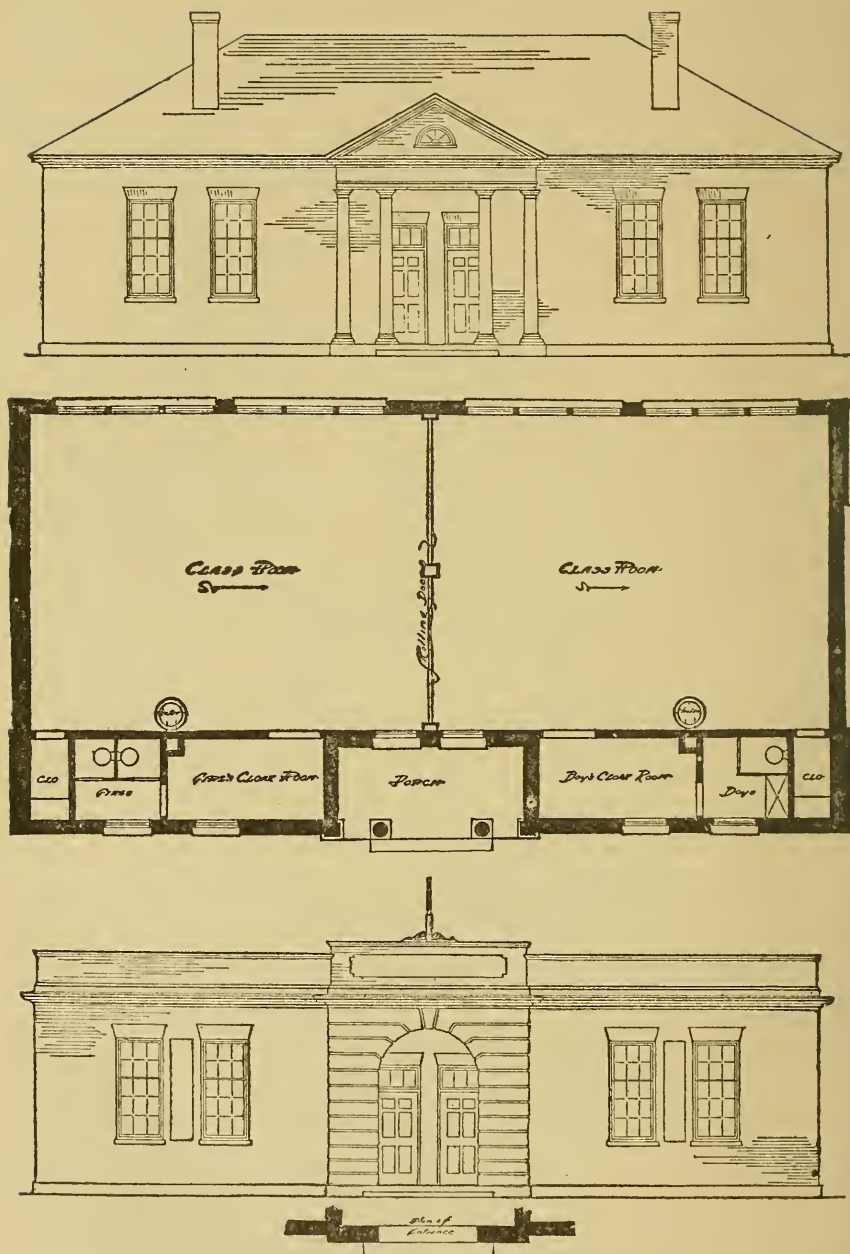 CLASS ROOM
CLASS ROOM
Rolling Doors
CLO
GIRLS
GIRLS CLOAK ROOM
PORCH
BOYS CLOAK ROOM
BOYS
CLO
Plan of
Entrance